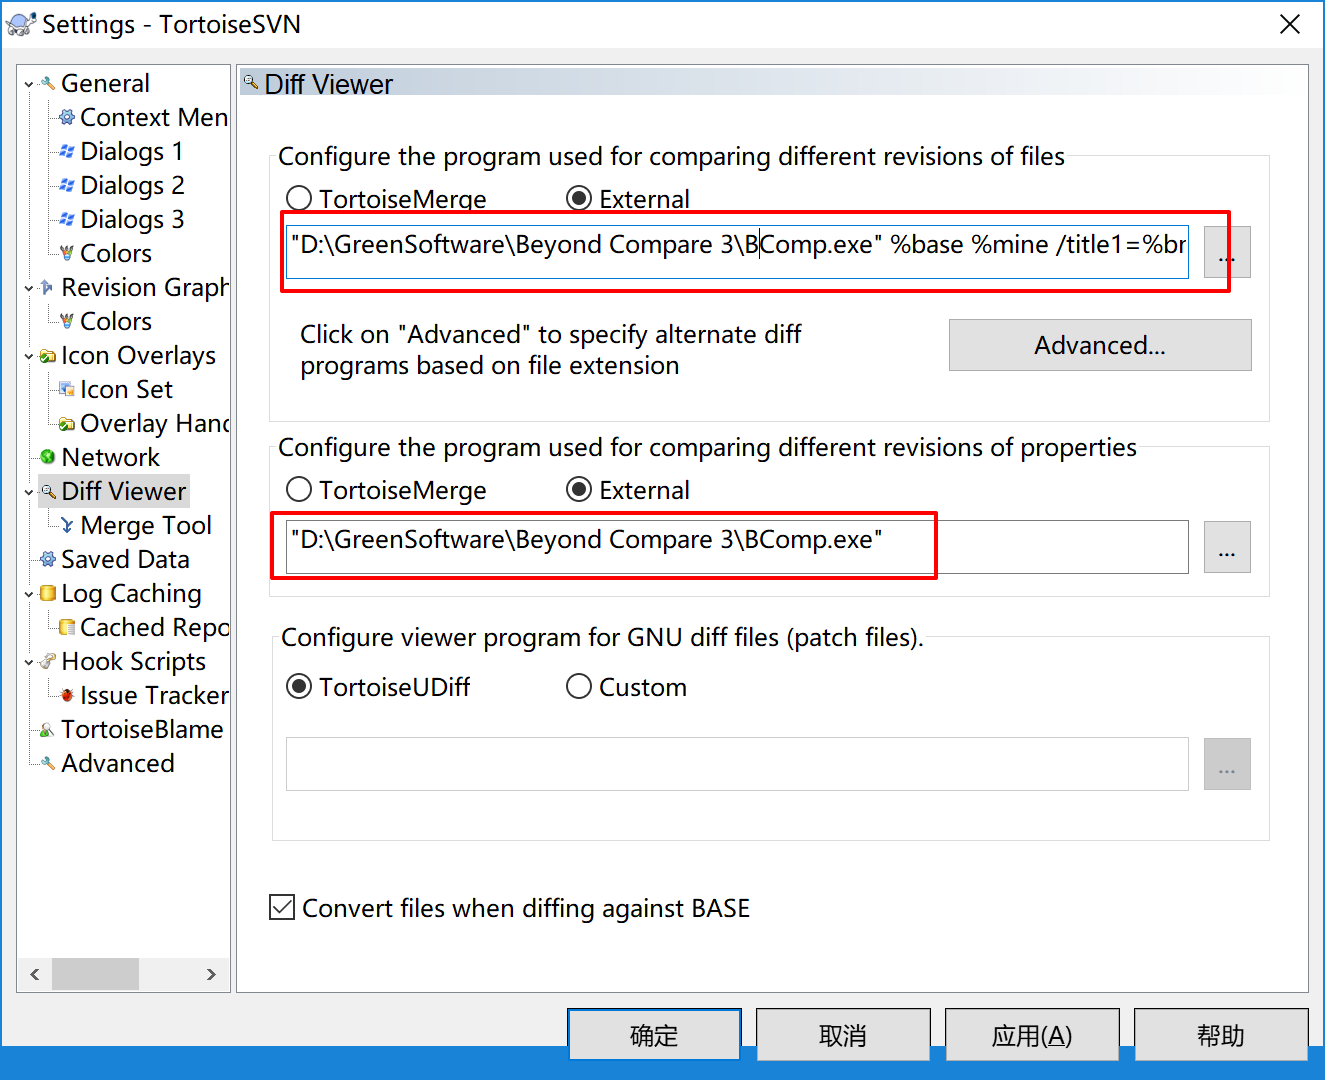 Settings - TortoiseSVN
General
Context Men
Dialogs 1
Dialogs 2
Dialogs 3
Colors
Revision Graph
Colors
Icon Overlays
Icon Set
Overlay Hand
Network
Diff Viewer
Merge Tool
Saved Data
Log Caching
Cached Repo
Hook Scripts
Issue Tracker
TortoiseBlame
Advanced
Diff Viewer
Configure the program used for comparing different revisions of files
TortoiseMerge
External
"D:\GreenSoftware\Beyond Compare 3\BComp.exe" %base %mine /title1=%br
...
Click on "Advanced" to specify alternate diff
programs based on file extension
Advanced...
Configure the program used for comparing different revisions of properties
TortoiseMerge
External
"D:\GreenSoftware\Beyond Compare 3\BComp.exe"
...
Configure viewer program for GNU diff files (patch files).
TortoiseUDiff
Custom
...
Convert files when diffing against BASE
确定
取消
应用(A)
帮助